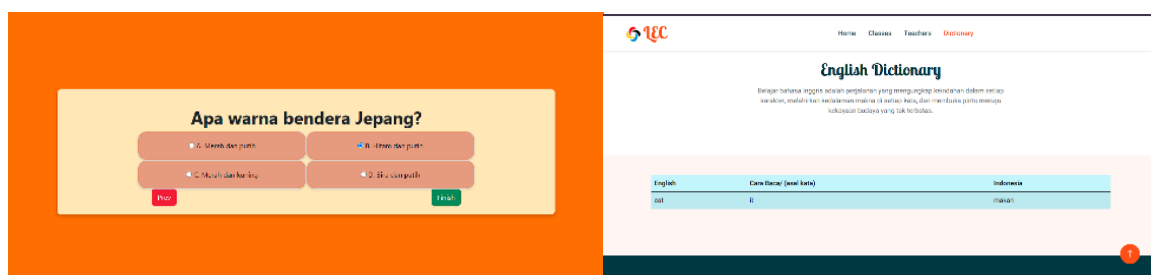 Apa warna bendera Jepang?
A. Merah dan putih
B. Hitam dan putih
C. Merah dan kuning
D. Biru dan putih
Prev
Finish
LEC
Home Classes Teachers Dictionary
English Dictionary
Belajar bahasa Inggris adalah perjalanan yang mengungkap keindahan dalam setiap
karakter, melahirkan kedalaman makna di setiap kata, dan membuka pintu menuju
kekayaan budaya yang tak terbatas.
English Cara Baca/ (asal kata) Indonesia
eat it makan